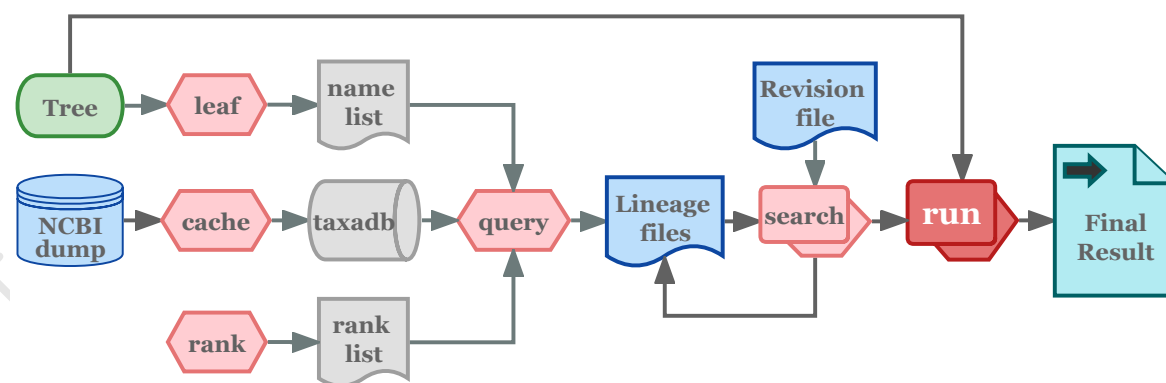 Tree
leaf
name
list
Revision
file
NCBI
dump
cache
taxadb
query
Lineage
files
search
run
Final
Result
rank
rank
list